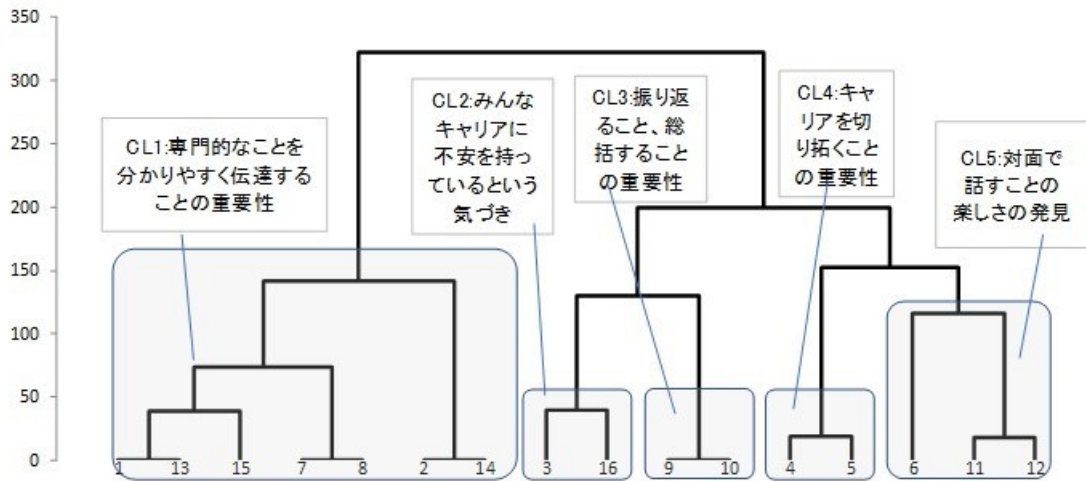 350
300
250
200
150
100
50
0
CL1:専門的なことを
分かりやすく伝達する
ことの重要性
CL2:みんな
キャリアに
不安を持っ
ているという
気づき
CL3:振り返
ること、総
括すること
の重要性
CL4:キャ
リアを切
り拓くこと
の重要性
CL5:対面で
話すことの
楽しさの発見
1 13 15 7 8 2 14 3 16 9 10 4 5 6 11 12